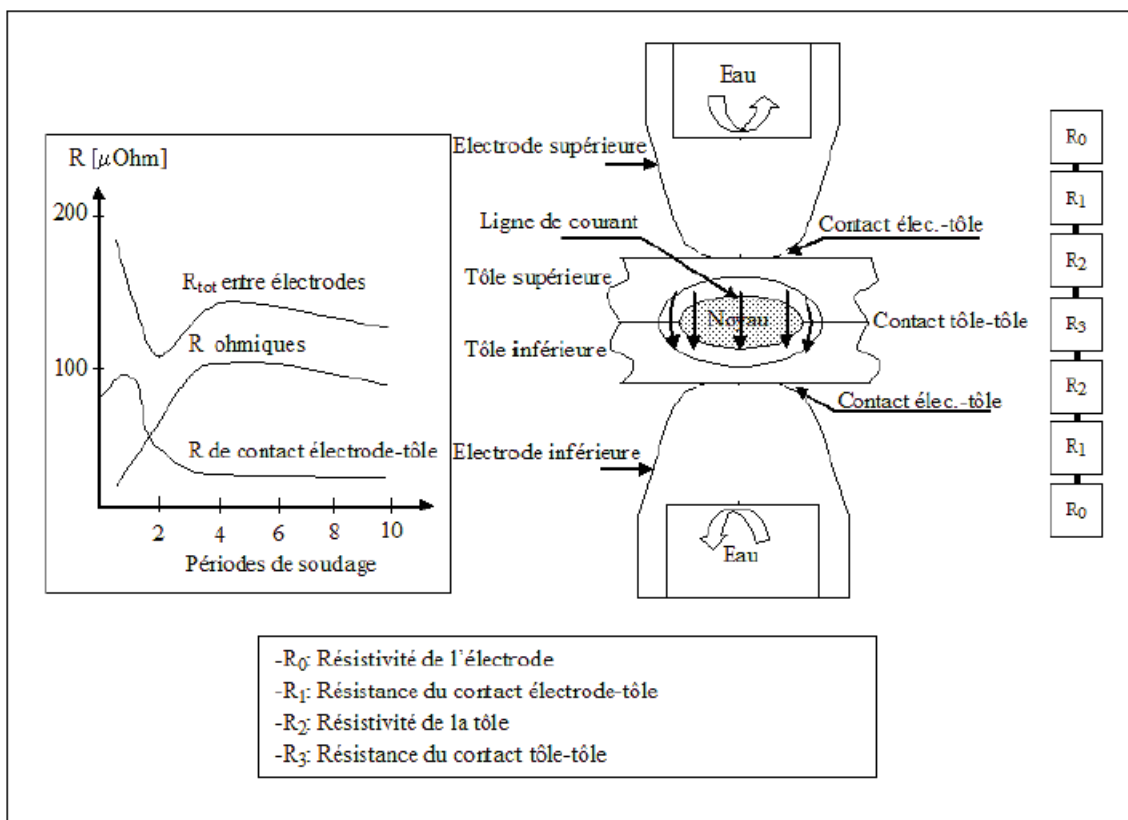 R [µOhm]
200
R_tot entre électrodes
R ohmiques
100
R de contact électrode-tôle
2 4 6 8 10
Périodes de soudage
Eau
Electrode supérieure
Ligne de courant
Contact élec.-tôle
Tôle supérieure
Noyau
Contact tôle-tôle
Tôle inférieure
Contact élec.-tôle
Electrode inférieure
Eau
R0
R1
R2
R3
R2
R1
R0
-R0: Résistivité de l'électrode
-R1: Résistance du contact électrode-tôle
-R2: Résistivité de la tôle
-R3: Résistance du contact tôle-tôle